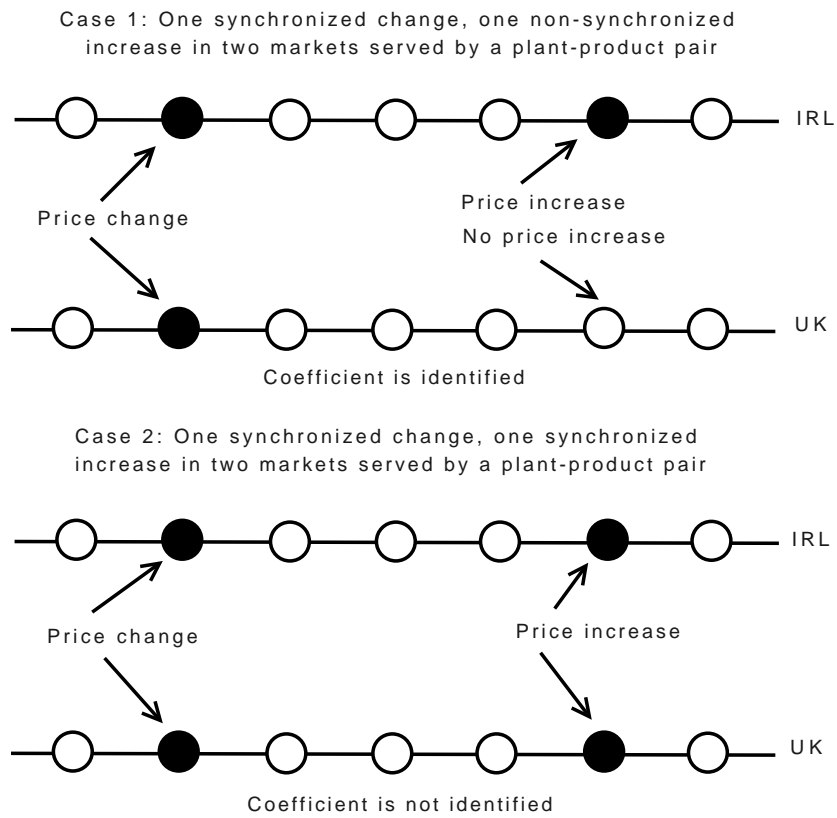 Case 1: One synchronized change, one non-synchronized
increase in two markets served by a plant-product pair
IRL
Price change
Price increase
No price increase
UK
Coefficient is identified
Case 2: One synchronized change, one synchronized
increase in two markets served by a plant-product pair
IRL
Price change
Price increase
UK
Coefficient is not identified